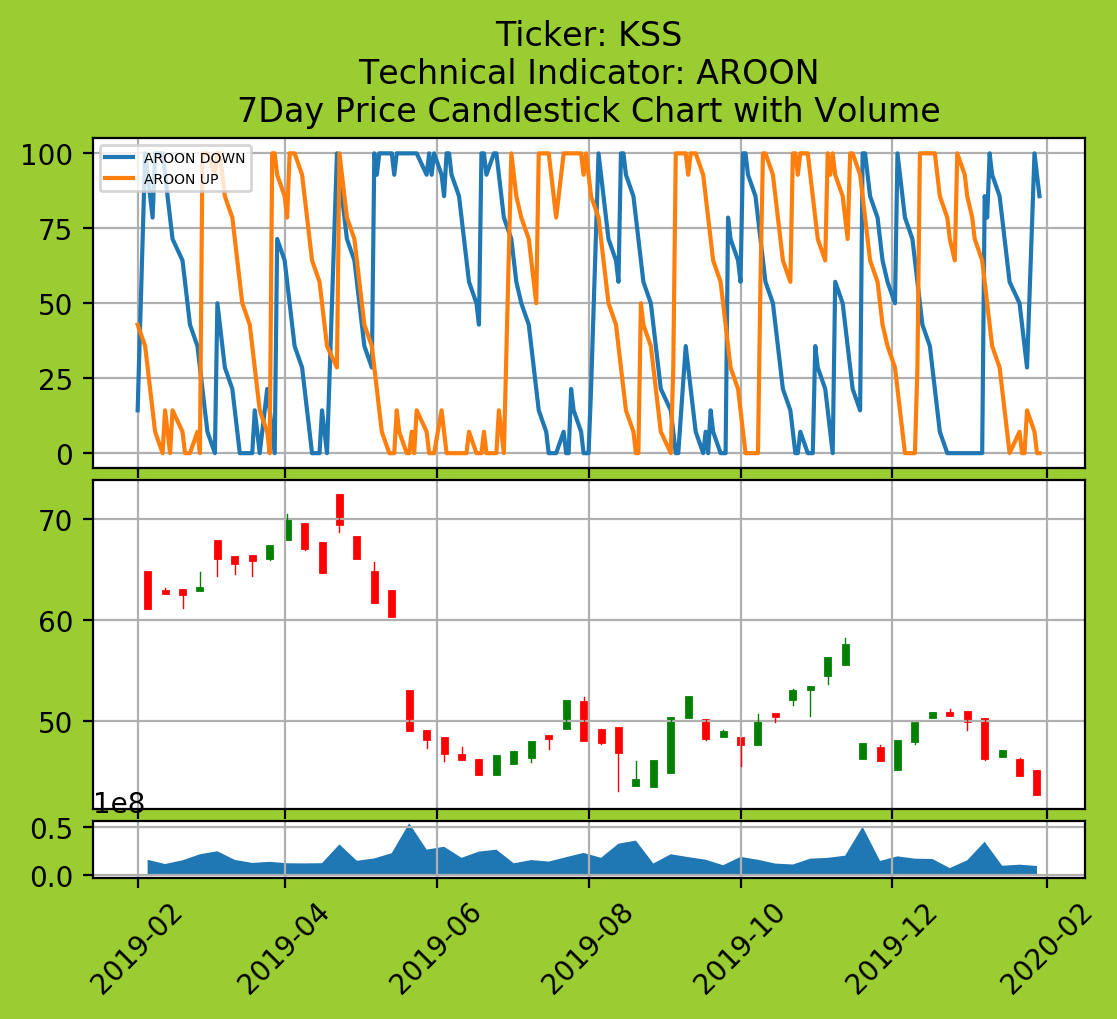 Ticker: KSS
Technical Indicator: AROON
7Day Price Candlestick Chart with Volume
AROON DOWN
AROON UP
100
75
50
25
0
70
60
50
1e8
0.5
0.0
2019-02
2019-04
2019-06
2019-08
2019-10
2019-12
2020-02